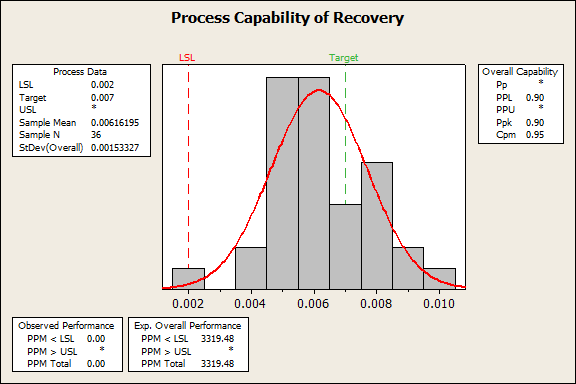 Process Capability of Recovery
LSL
Target
Process Data
LSL 0.002
Target 0.007
USL *
Sample Mean 0.00616195
Sample N 36
StDev(Overall) 0.00153327
Overall Capability
Pp *
PPL 0.90
PPU *
Ppk 0.90
Cpm 0.95
0.002 0.004 0.006 0.008 0.010
Observed Performance
PPM < LSL 0.00
PPM > USL *
PPM Total 0.00
Exp. Overall Performance
PPM < LSL 3319.48
PPM > USL *
PPM Total 3319.48